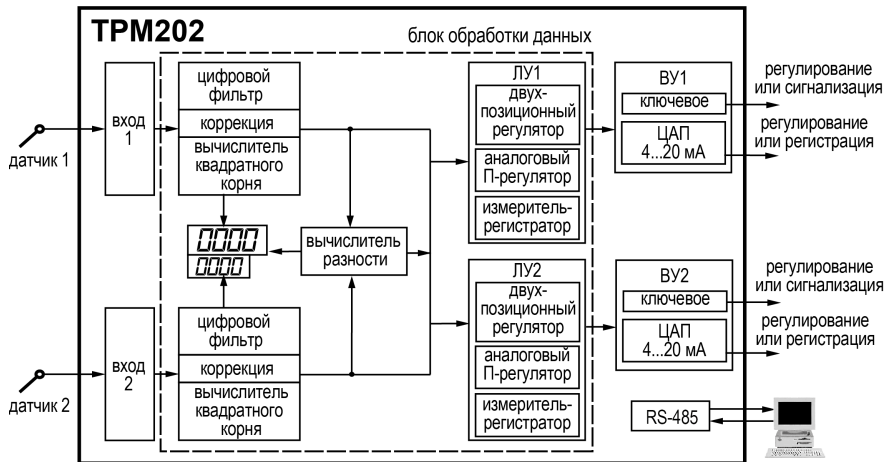 ТРМ202
блок обработки данных
датчик 1
вход
1
цифровой
фильтр
коррекция
вычислитель
квадратного
корня
0000
0000
вычислитель
разности
датчик 2
вход
2
цифровой
фильтр
коррекция
вычислитель
квадратного
корня
ЛУ1
двух-
позиционный
регулятор
аналоговый
П-регулятор
измеритель-
регистратор
ЛУ2
двух-
позиционный
регулятор
аналоговый
П-регулятор
измеритель-
регистратор
ВУ1
ключевое
ЦАП
4...20 мА
регулирование
или сигнализация
регулирование
или регистрация
ВУ2
ключевое
ЦАП
4...20 мА
регулирование
или сигнализация
регулирование
или регистрация
RS-485